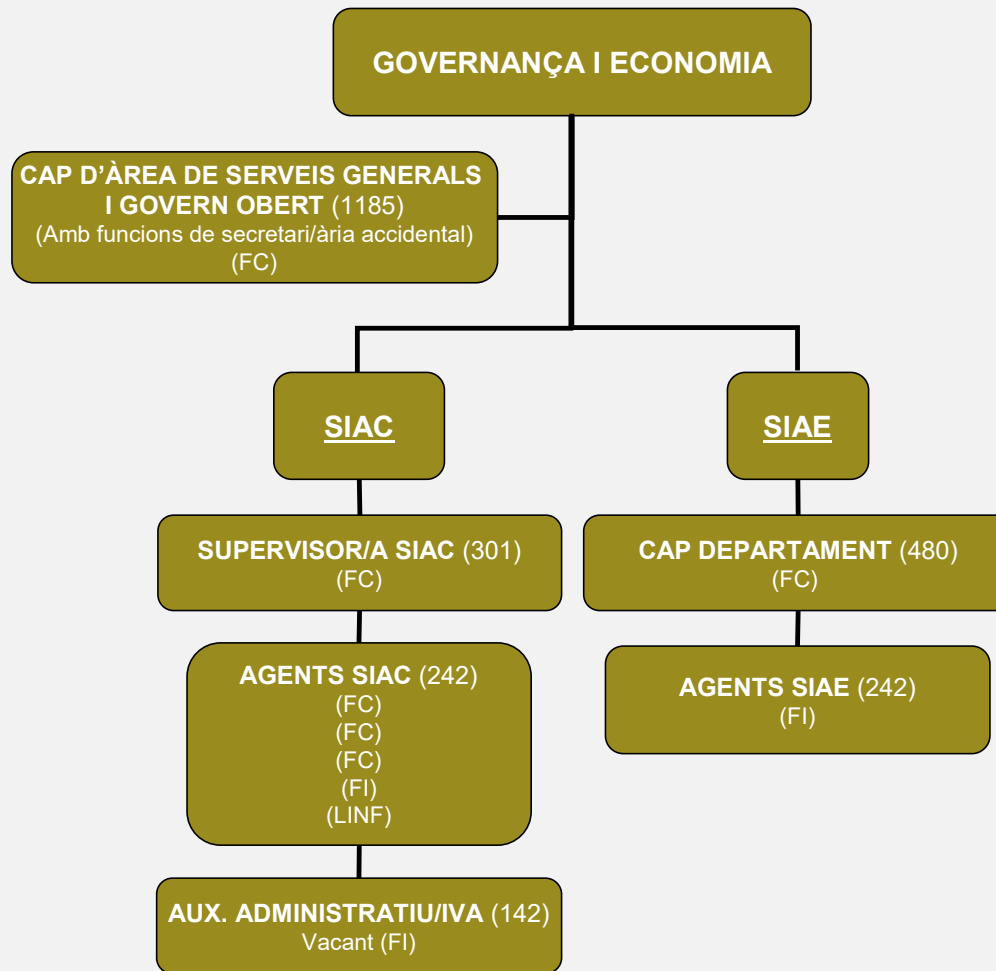 GOVERNANÇA I ECONOMIA
CAP D'ÀREA DE SERVEIS GENERALS
I GOVERN OBERT (1185)
(Amb funcions de secretari/ària accidental)
(FC)
SIAC
SUPERVISOR/A SIAC (301)
(FC)
AGENTS SIAC (242)
(FC)
(FC)
(FC)
(FI)
(LINF)
AUX. ADMINISTRATIU/IVA (142)
Vacant (FI)
SIAE
CAP DEPARTAMENT (480)
(FC)
AGENTS SIAE (242)
(FI)